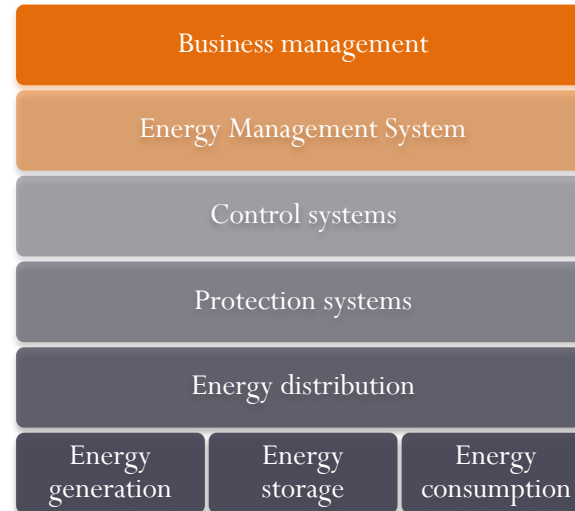 Business management
Energy Management System
Control systems
Protection systems
Energy distribution
Energy
generation
Energy
storage
Energy
consumption